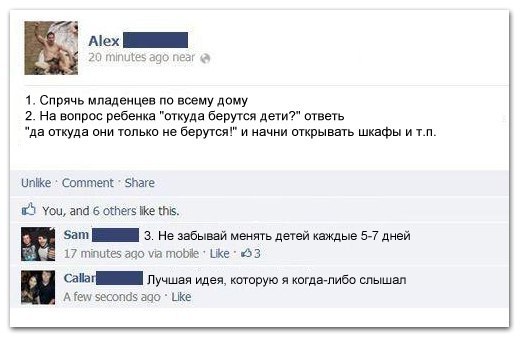 Alex
20 minutes ago near
1. Спрячь младенцев по всему дому
2. На вопрос ребенка "откуда берутся дети?" ответь
"да откуда они только не берутся!" и начни открывать шкафы и т.п.
Unlike · Comment · Share
You, and 6 others like this.
Sam 3. Не забывай менять детей каждые 5-7 дней
17 minutes ago via mobile · Like · 3
Callar Лучшая идея, которую я когда-либо слышал
A few seconds ago · Like